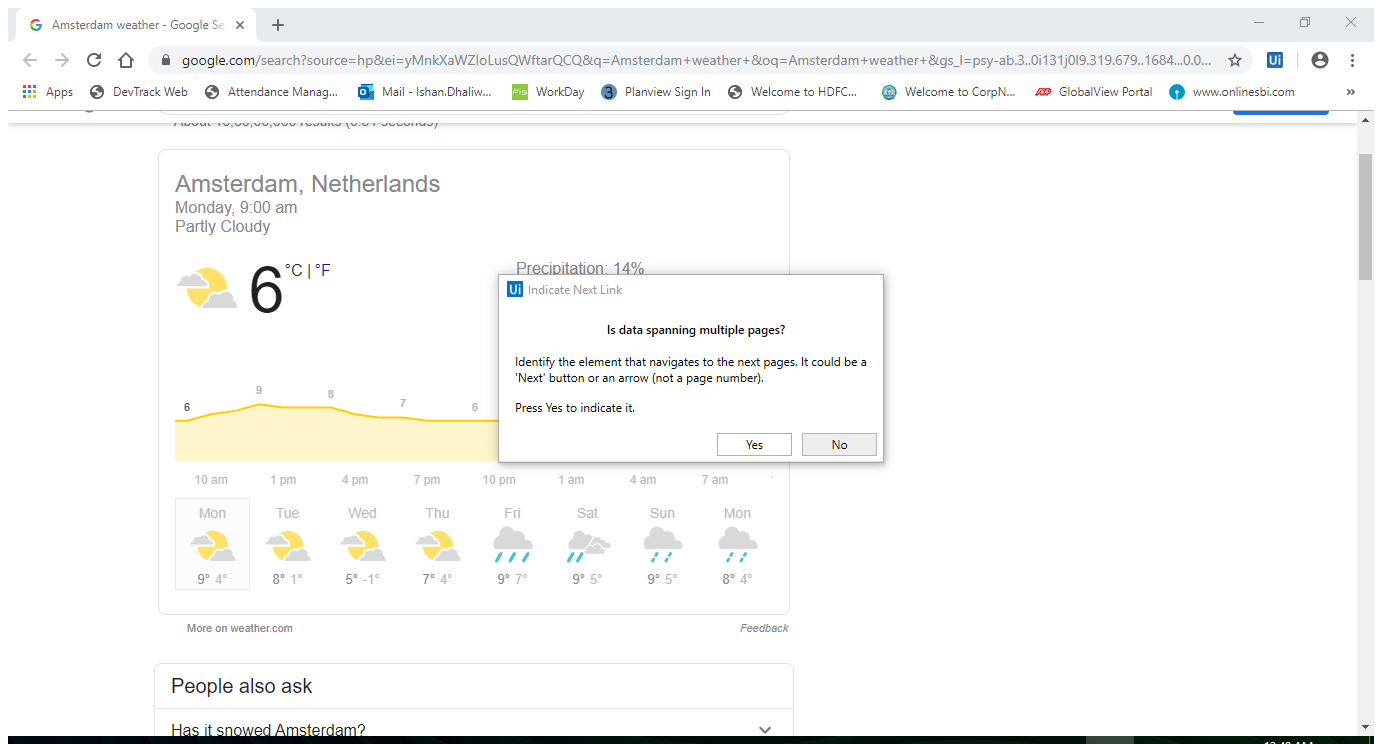 Amsterdam weather - Google Se
google.com/search?source=hp&ei=yMnkXaWZIoLusQWftarQCQ&q=Amsterdam+weather+&oq=Amsterdam+weather+&gs_l=psy-ab.3..0i131j0l9.319.679..1684...0.0...
Ui
Apps DevTrack Web Attendance Manag... Mail - Ishan.Dhaliw... WorkDay Planview Sign In Welcome to HDFC... Welcome to CorpN... GlobalView Portal www.onlinesbi.com »
Amsterdam, Netherlands
Monday, 9:00 am
Partly Cloudy
6 °C | °F
Precipitation: 14%
Ui Indicate Next Link
Is data spanning multiple pages?
Identify the element that navigates to the next pages. It could be a
'Next' button or an arrow (not a page number).
Press Yes to indicate it.
Yes No
6 9 8 7 6
10 am 1 pm 4 pm 7 pm 10 pm 1 am 4 am 7 am
Mon Tue Wed Thu Fri Sat Sun Mon
9° 4° 8° 1° 5° -1° 7° 4° 9° 7° 9° 5° 9° 5° 8° 4°
More on weather.com Feedback
People also ask
Has it snowed Amsterdam?